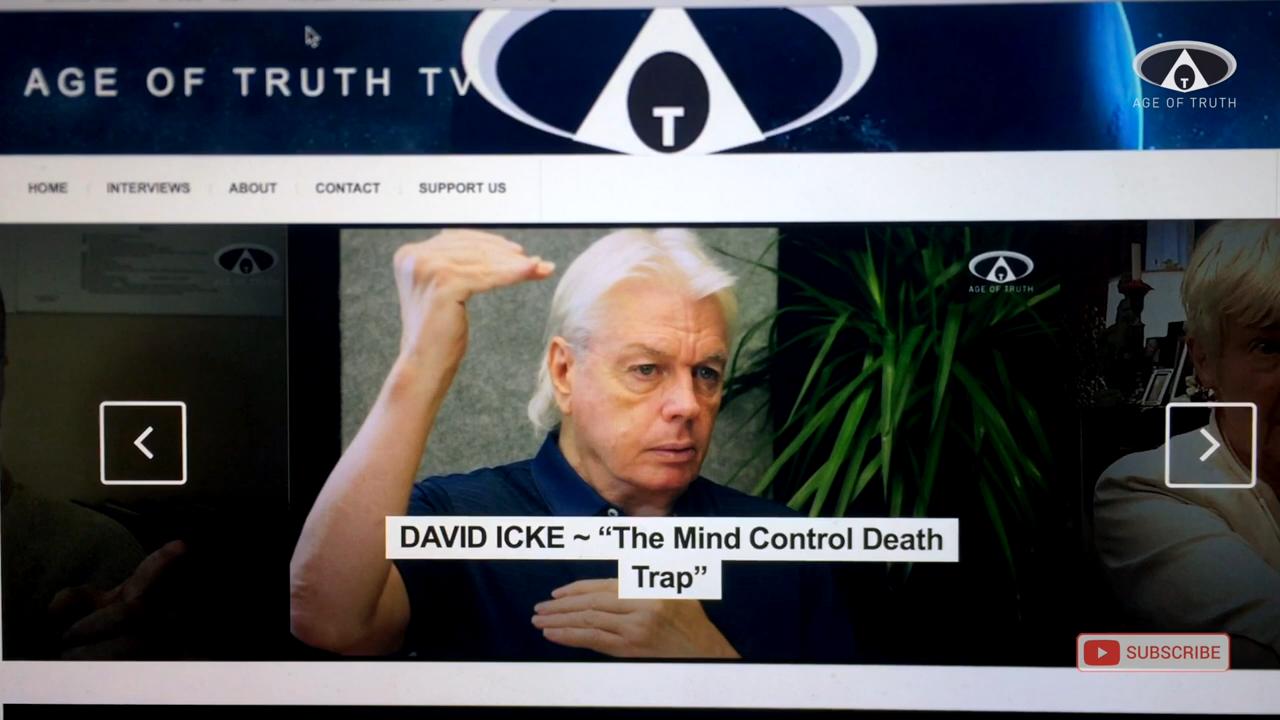 AGE OF TRUTH TV
T
T
AGE OF TRUTH
HOME
INTERVIEWS
ABOUT
CONTACT
SUPPORT US
AGE OF TRUTH
DAVID ICKE ~ “The Mind Control Death
Trap”
SUBSCRIBE